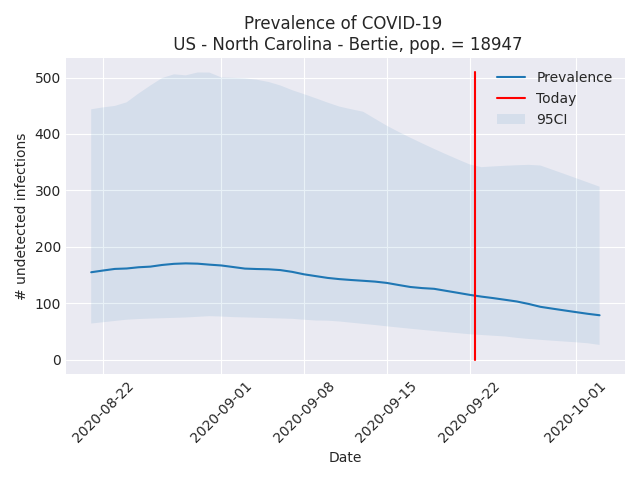 Prevalence of COVID-19
US - North Carolina - Bertie, pop. = 18947
Prevalence
Today
95CI
# undetected infections
500
400
300
200
100
0
2020-08-22
2020-09-01
2020-09-08
2020-09-15
2020-09-22
2020-10-01
Date